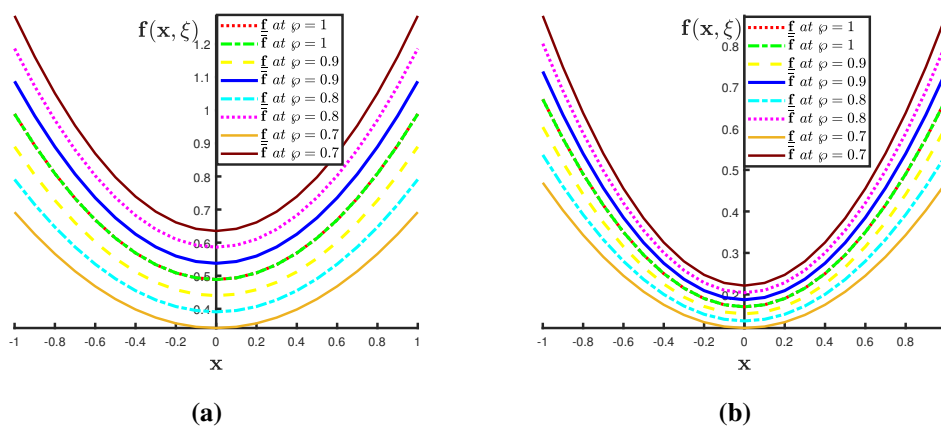 f(x, ξ)
1.2
1.1
1
0.9
0.8
0.7
0.6
0.5
0.4
-1 -0.8 -0.6 -0.4 -0.2 0 0.2 0.4 0.6 0.8 1
x
f at ℘ = 1
f̄ at ℘ = 1
f at ℘ = 0.9
f̄ at ℘ = 0.9
f at ℘ = 0.8
f̄ at ℘ = 0.8
f at ℘ = 0.7
f̄ at ℘ = 0.7
(a)
f(x, ξ)
0.8
0.7
0.6
0.5
0.4
0.3
0.2
-1 -0.8 -0.6 -0.4 -0.2 0 0.2 0.4 0.6 0.8
x
f at ℘ = 1
f̄ at ℘ = 1
f at ℘ = 0.9
f̄ at ℘ = 0.9
f at ℘ = 0.8
f̄ at ℘ = 0.8
f at ℘ = 0.7
f̄ at ℘ = 0.7
(b)